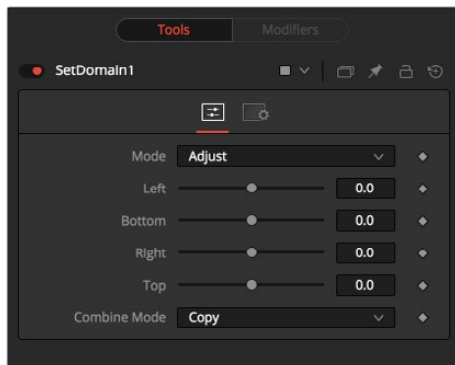 Tools Modifiers
SetDomain1
Mode Adjust
Left 0.0
Bottom 0.0
Right 0.0
Top 0.0
Combine Mode Copy